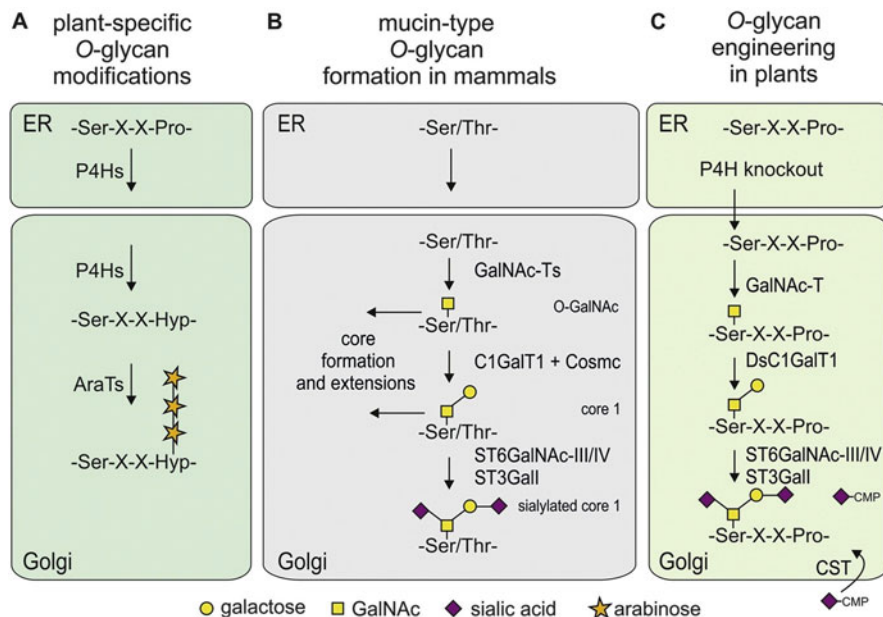 A
plant-specific
O-glycan
modifications
ER
-Ser-X-X-Pro-
P4Hs
P4Hs
-Ser-X-X-Hyp-
AraTs
-Ser-X-X-Hyp-
Golgi
B
mucin-type
O-glycan
formation in mammals
ER
-Ser/Thr-
-Ser/Thr-
GalNAc-Ts
O-GalNAc
-Ser/Thr-
core
formation
and extensions
C1GalT1 + Cosmc
core 1
-Ser/Thr-
ST6GalNAc-III/IV
ST3GalI
sialylated core 1
-Ser/Thr-
Golgi
C
O-glycan
engineering
in plants
ER
-Ser-X-X-Pro-
P4H knockout
-Ser-X-X-Pro-
GalNAc-T
-Ser-X-X-Pro-
DsC1GalT1
-Ser-X-X-Pro-
ST6GalNAc-III/IV
ST3GalI
-CMP
-Ser-X-X-Pro-
Golgi
CST
-CMP
galactose
GalNAc
sialic acid
arabinose